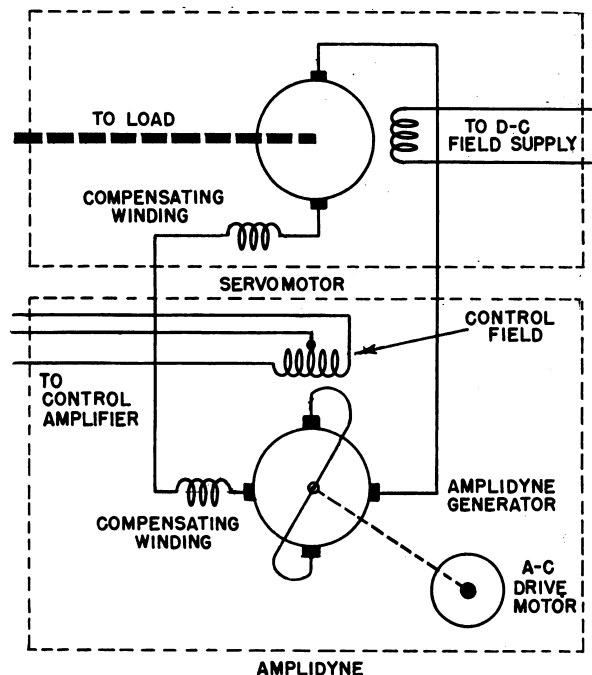 TO LOAD
TO D-C
FIELD SUPPLY
COMPENSATING
WINDING
SERVOMOTOR
CONTROL
FIELD
TO
CONTROL
AMPLIFIER
AMPLIDYNE
GENERATOR
COMPENSATING
WINDING
A-C
DRIVE
MOTOR
AMPLIDYNE